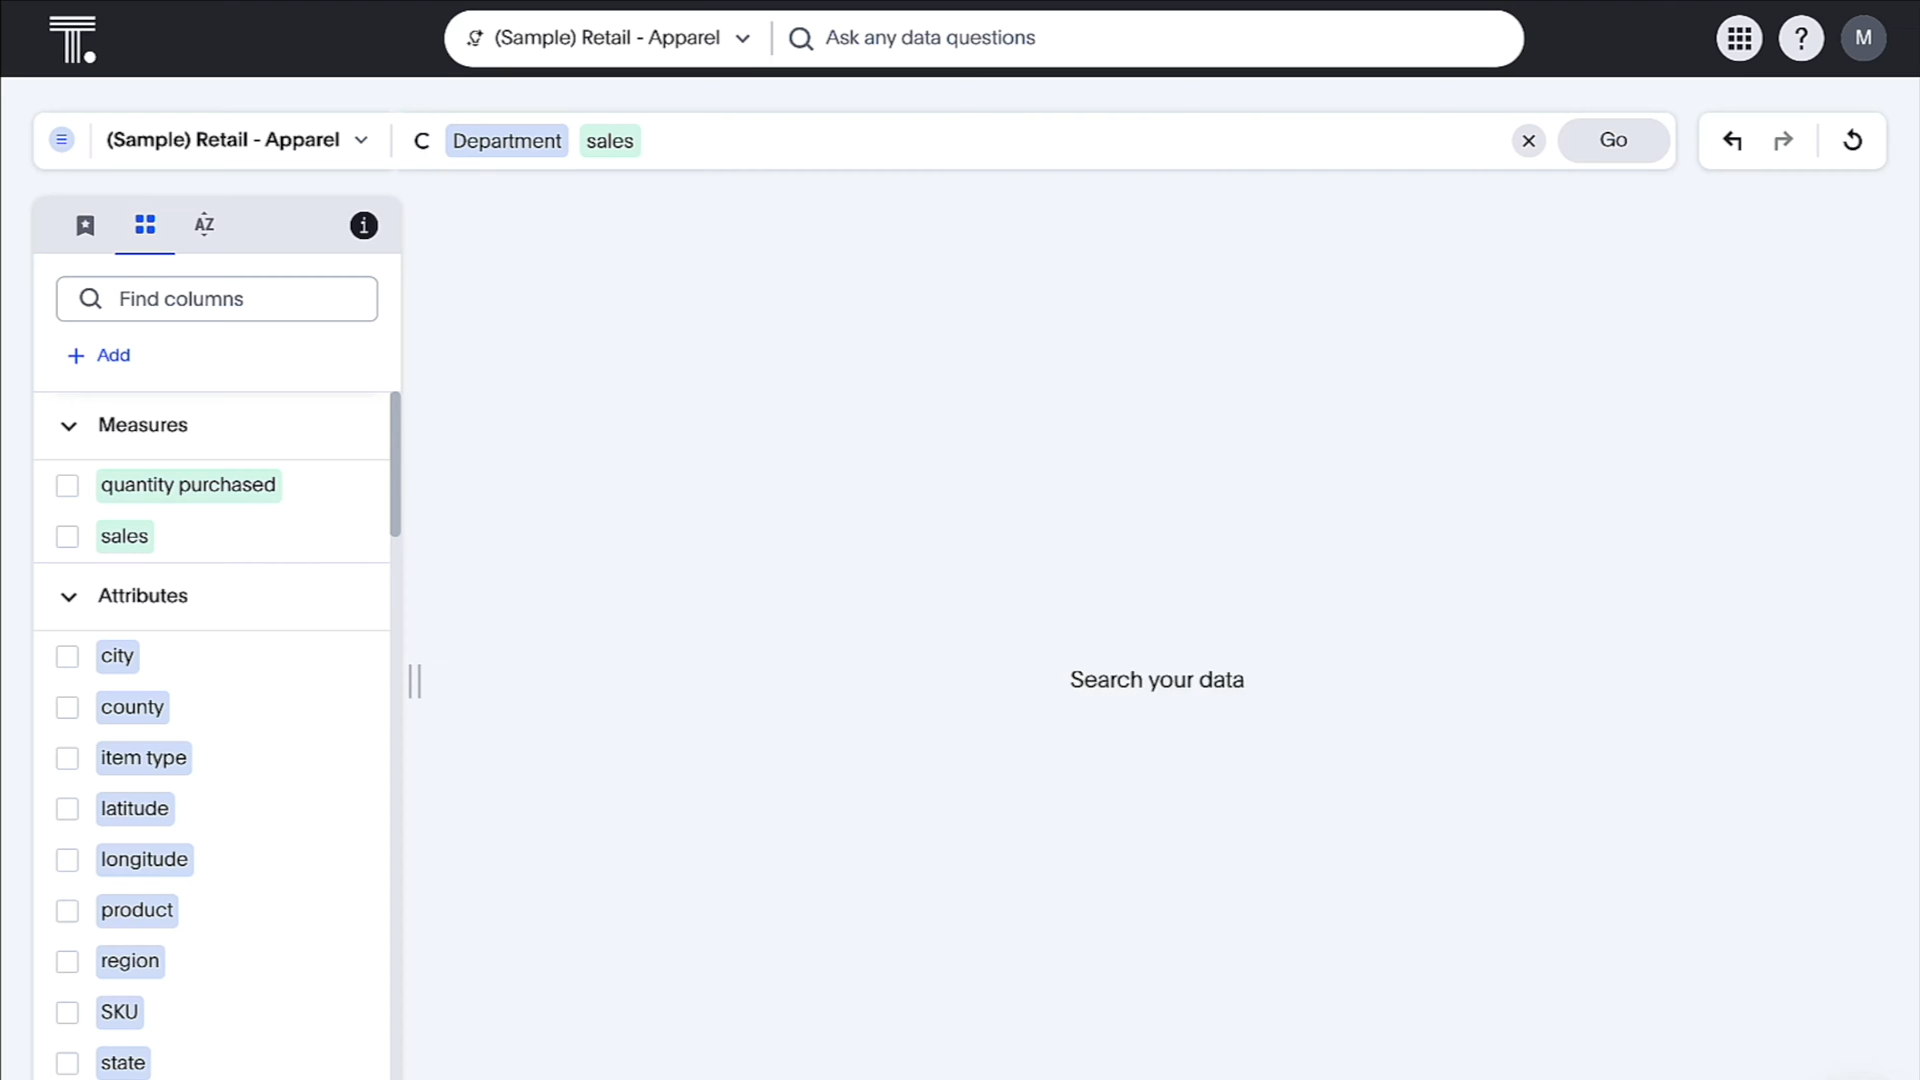 T.
(Sample) Retail - Apparel
Ask any data questions
?
M
(Sample) Retail - Apparel
C Department sales
Go
AZ
i
Find columns
+ Add
Measures
quantity purchased
sales
Attributes
city
county
item type
latitude
longitude
product
region
SKU
state
Search your data